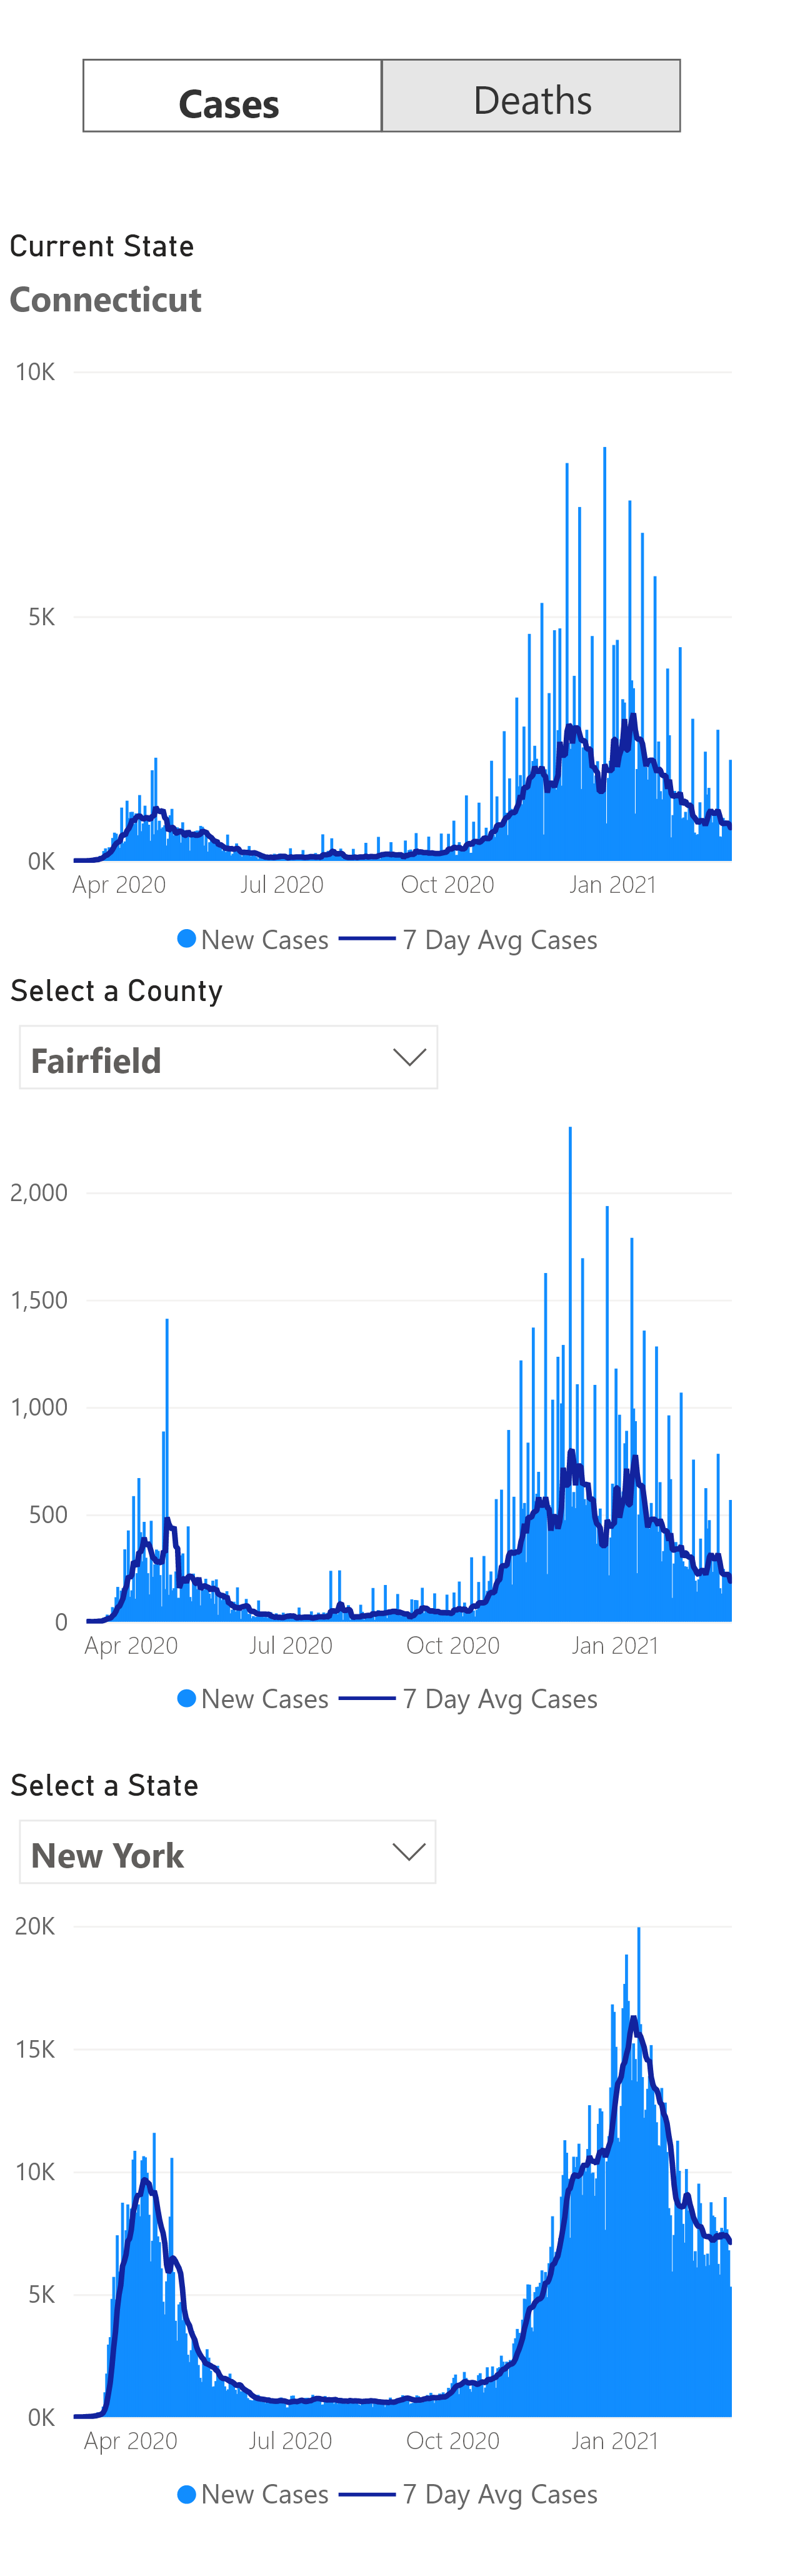 Cases Deaths
Current State
Connecticut
10K
5K
0K
Apr 2020 Jul 2020 Oct 2020 Jan 2021
New Cases 7 Day Avg Cases
Select a County
Fairfield
2,000
1,500
1,000
500
0
Apr 2020 Jul 2020 Oct 2020 Jan 2021
New Cases 7 Day Avg Cases
Select a State
New York
20K
15K
10K
5K
0K
Apr 2020 Jul 2020 Oct 2020 Jan 2021
New Cases 7 Day Avg Cases